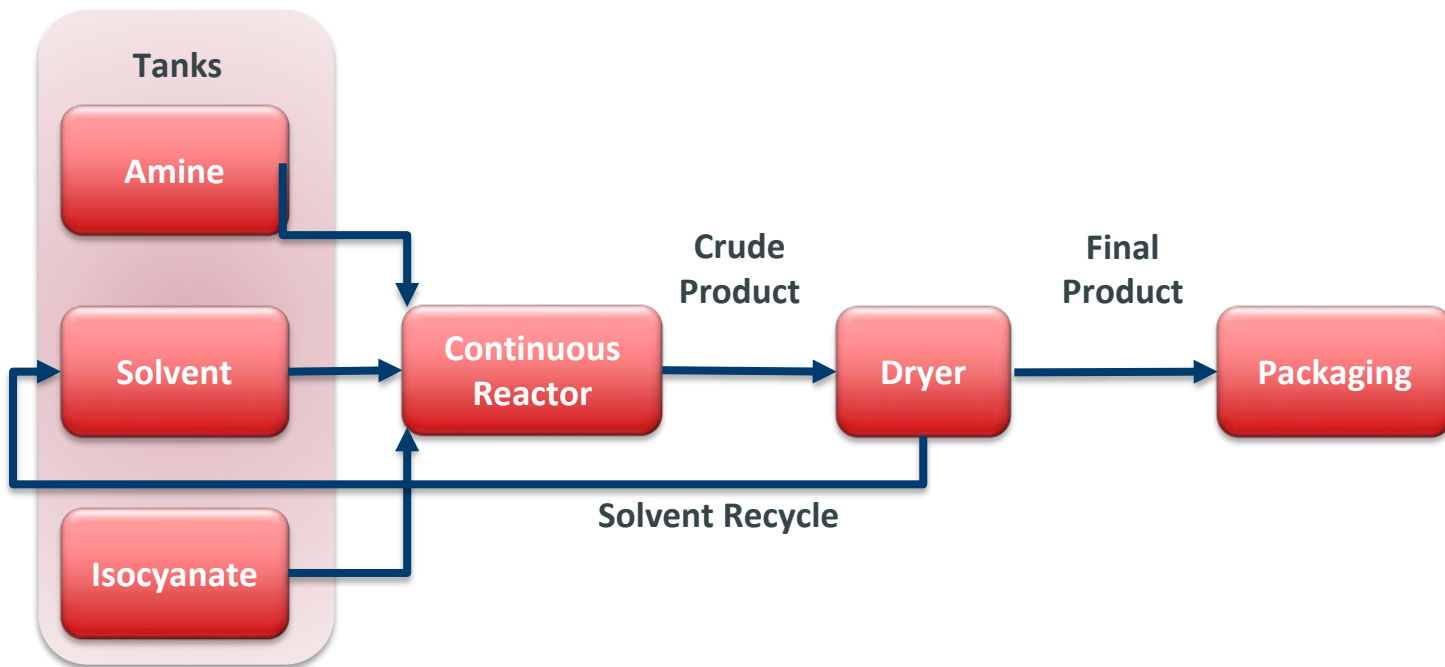 Tanks
Amine
Solvent
Isocyanate
Continuous
Reactor
Crude
Product
Dryer
Final
Product
Packaging
Solvent Recycle